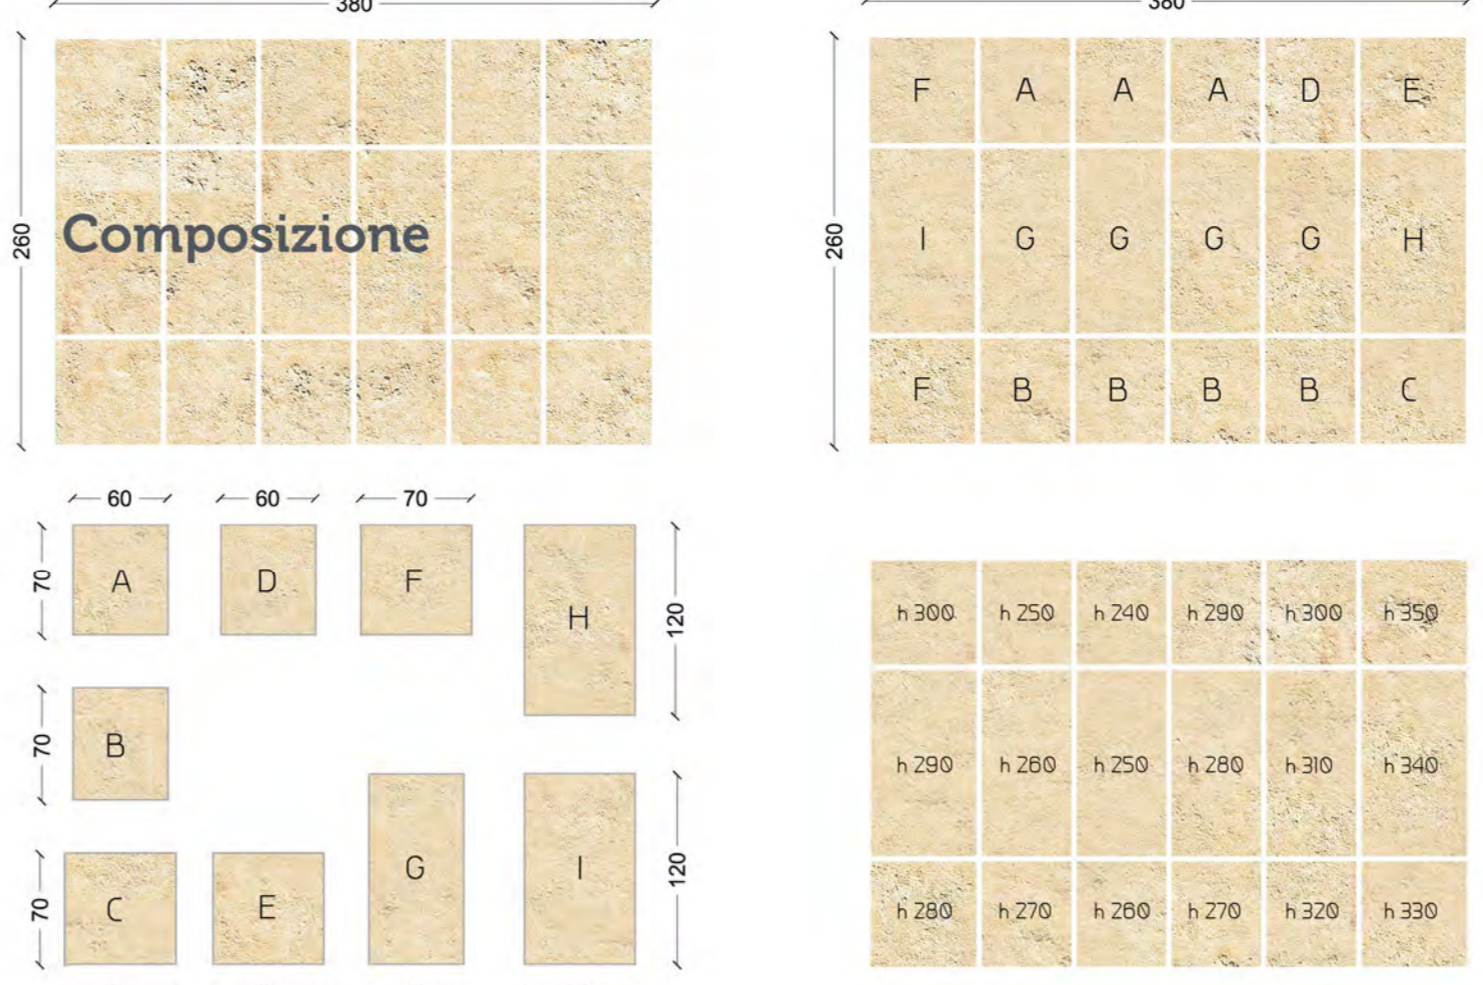 380
260
Composizione
380
260
F A A A D E
I G G G G H
F B B B B C
60 60 70
70
A D F H
120
70
B
70
C E G I
120
h 300 h 250 h 240 h 290 h 300 h 350
h 290 h 260 h 250 h 280 h 310 h 340
h 280 h 270 h 260 h 270 h 320 h 330